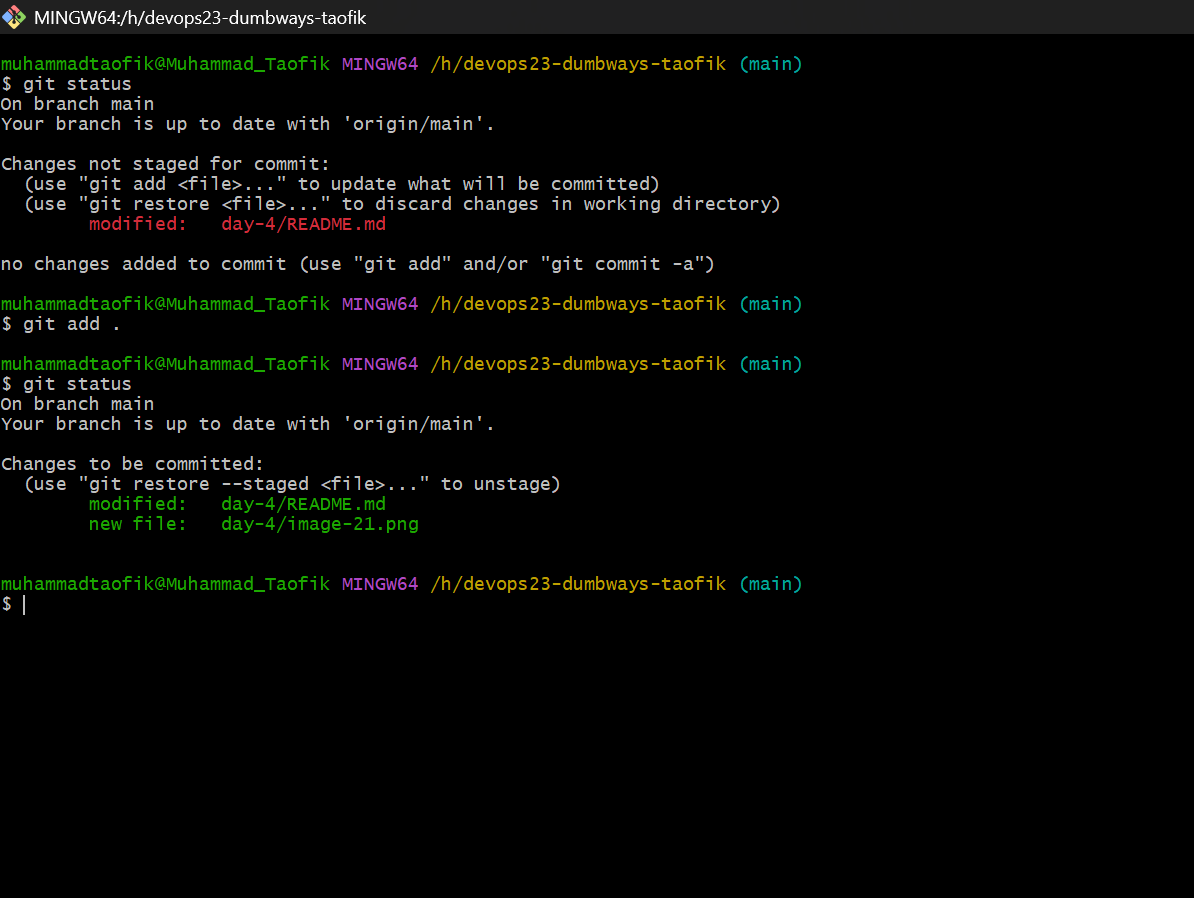 MINGW64:/h/devops23-dumbways-taofik
muhammadtaofik@Muhammad_Taofik MINGW64 /h/devops23-dumbways-taofik (main)
$ git status
On branch main
Your branch is up to date with 'origin/main'.
Changes not staged for commit:
  (use "git add <file>..." to update what will be committed)
  (use "git restore <file>..." to discard changes in working directory)
        modified:   day-4/README.md
no changes added to commit (use "git add" and/or "git commit -a")
muhammadtaofik@Muhammad_Taofik MINGW64 /h/devops23-dumbways-taofik (main)
$ git add .
muhammadtaofik@Muhammad_Taofik MINGW64 /h/devops23-dumbways-taofik (main)
$ git status
On branch main
Your branch is up to date with 'origin/main'.
Changes to be committed:
  (use "git restore --staged <file>..." to unstage)
        modified:   day-4/README.md
        new file:   day-4/image-21.png
muhammadtaofik@Muhammad_Taofik MINGW64 /h/devops23-dumbways-taofik (main)
$